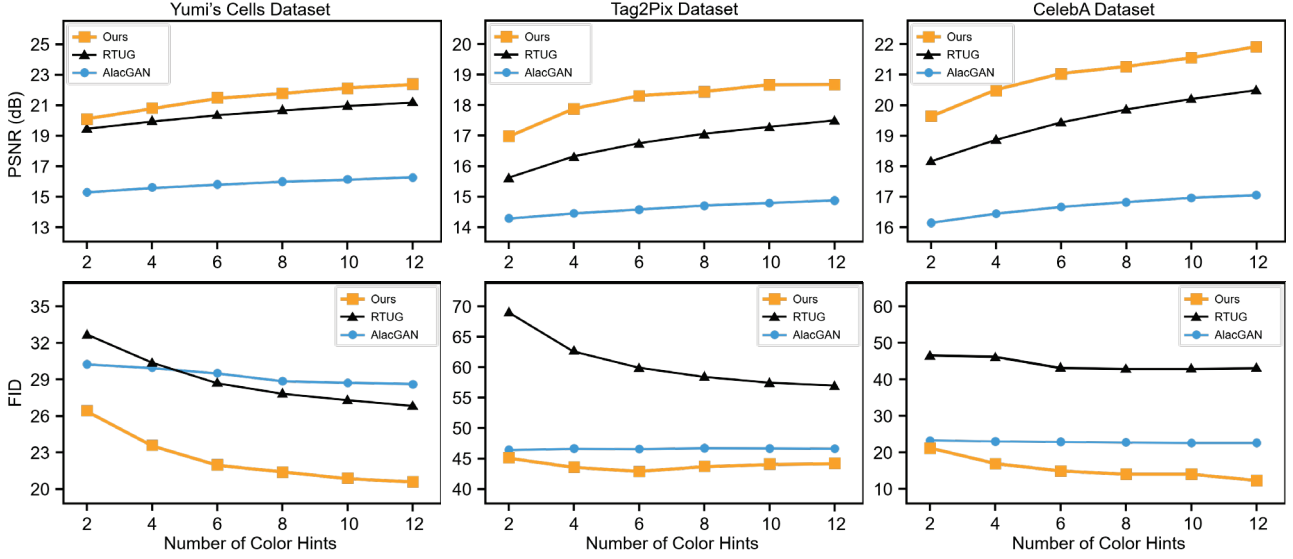 Yumi's Cells Dataset
Tag2Pix Dataset
CelebA Dataset
PSNR (dB)
25
23
21
19
17
15
13
Ours
RTUG
AlacGAN
2 4 6 8 10 12
20
19
18
17
16
15
14
Ours
RTUG
AlacGAN
2 4 6 8 10 12
22
21
20
19
18
17
16
Ours
RTUG
AlacGAN
2 4 6 8 10 12
FID
35
32
29
26
23
20
Ours
RTUG
AlacGAN
2 4 6 8 10 12
Number of Color Hints
70
65
60
55
50
45
40
Ours
RTUG
AlacGAN
2 4 6 8 10 12
Number of Color Hints
60
50
40
30
20
10
Ours
RTUG
AlacGAN
2 4 6 8 10 12
Number of Color Hints